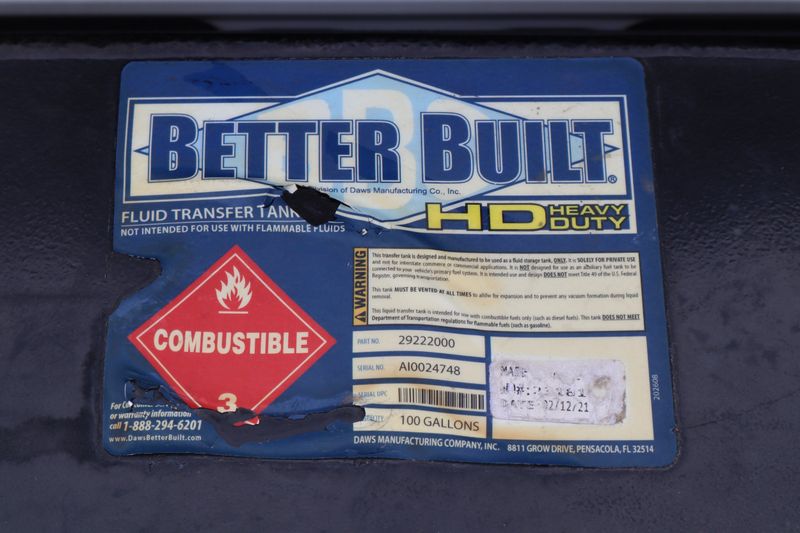 BETTER BUILT®
Division of Daws Manufacturing Co., Inc.
FLUID TRANSFER TANK
NOT INTENDED FOR USE WITH FLAMMABLE FLUIDS
HD HEAVY DUTY
COMBUSTIBLE
3
WARNING
This transfer tank is designed and manufactured to be used as a fluid storage tank, ONLY. It is SOLELY FOR PRIVATE USE
and not for interstate commerce or commercial applications. It is NOT designed for use as an auxiliary fuel tank to be
connected to your vehicle's primary fuel system. It is intended use and design DOES NOT meet Title 49 of the U.S. Federal
Register, governing transportation.
This tank MUST BE VENTED AT ALL TIMES to allow for expansion and to prevent any vacuum formation during liquid
removal.
This liquid transfer tank is intended for use with combustible fuels only (such as diesel fuels). This tank DOES NOT MEET
Department of Transportation regulations for flammable fuels (such as gasoline).
PART NO. 29222000
SERIAL NO. AI0024748
SERIAL UPC
100 GALLONS
DATE: 02/12/21
20260B
or warranty information
call 1-888-294-6201
www.DawsBetterBuilt.com
DAWS MANUFACTURING COMPANY, INC. 8811 GROW DRIVE, PENSACOLA, FL 32514